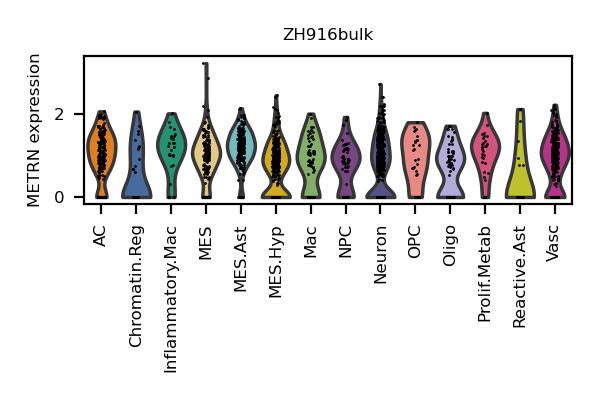 ZH916bulk
METRN expression
2
0
AC
Chromatin.Reg
Inflammatory.Mac
MES
MES.Ast
MES.Hyp
Mac
NPC
Neuron
OPC
Oligo
Prolif.Metab
Reactive.Ast
Vasc